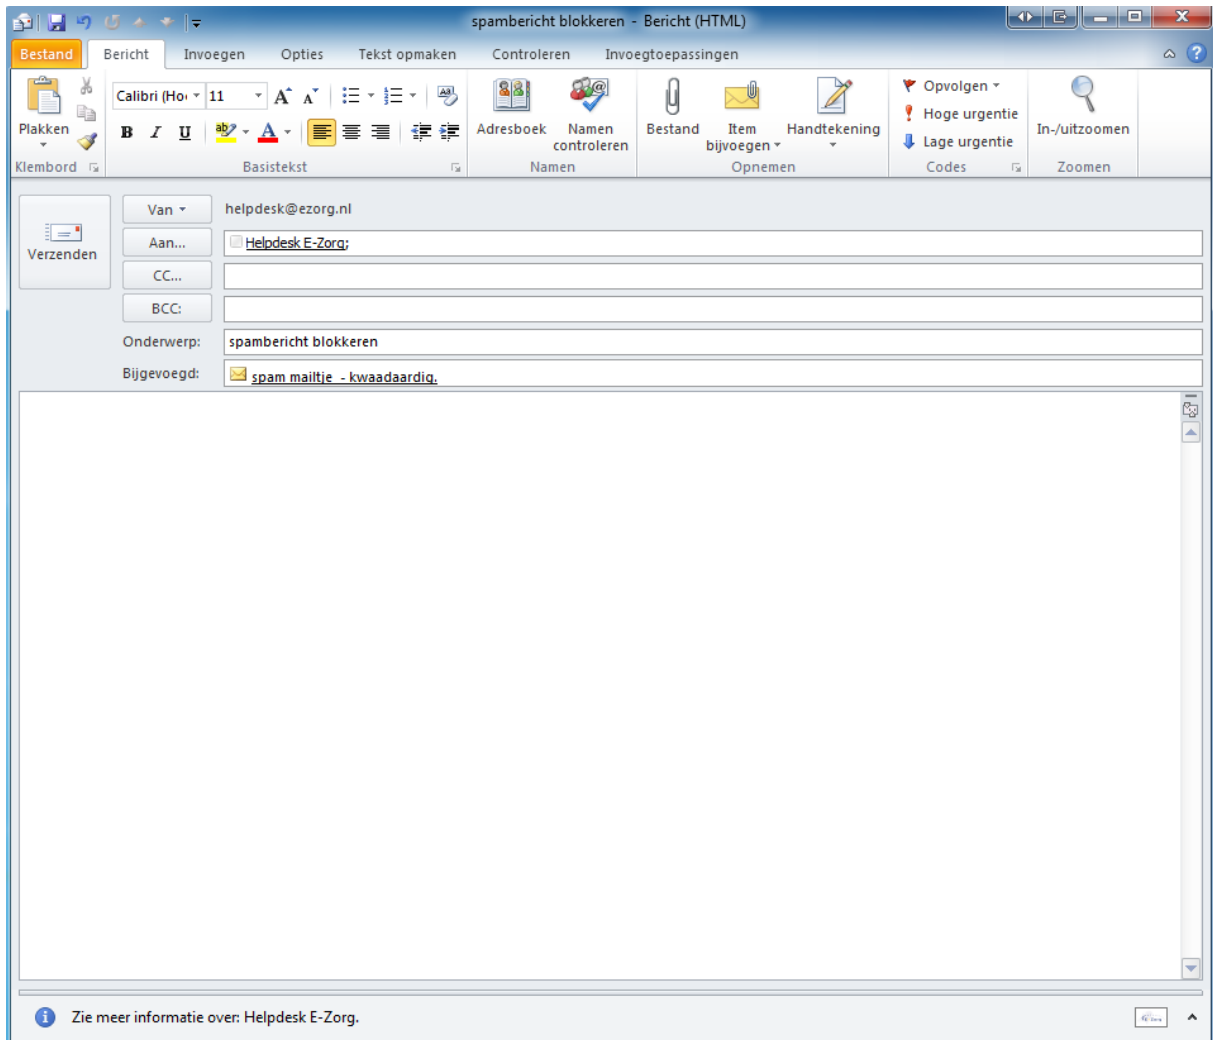 spambericht blokkeren - Bericht (HTML)
Bestand Bericht Invoegen Opties Tekst opmaken Controleren Invoegtoepassingen
Plakken
Klembord
Calibri (Ho 11
B I U
Basistekst
Adresboek
Namen controleren
Namen
Bestand
Item bijvoegen
Handtekening
Opnemen
Opvolgen
Hoge urgentie
Lage urgentie
Codes
In-/uitzoomen
Zoomen
Verzenden
Van helpdesk@ezorg.nl
Aan... Helpdesk E-Zorg;
CC...
BCC:
Onderwerp: spambericht blokkeren
Bijgevoegd: spam mailtje - kwaadaardig.
Zie meer informatie over: Helpdesk E-Zorg.